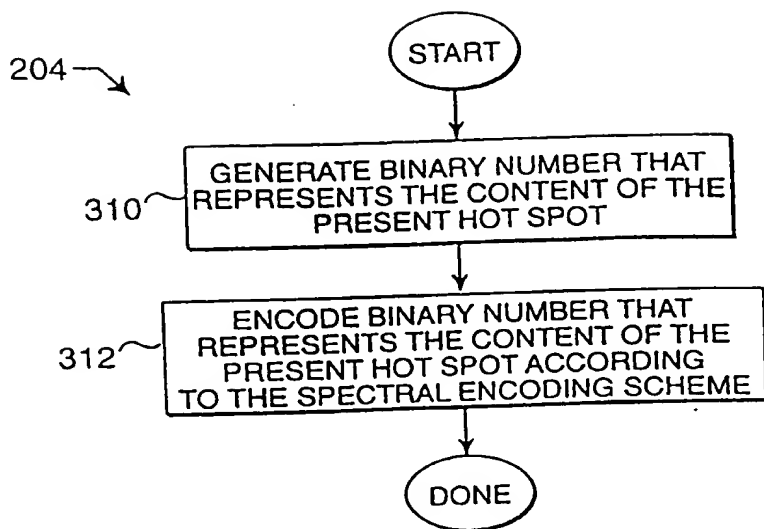 START
204
GENERATE BINARY NUMBER THAT
REPRESENTS THE CONTENT OF THE
PRESENT HOT SPOT
310
ENCODE BINARY NUMBER THAT
REPRESENTS THE CONTENT OF THE
PRESENT HOT SPOT ACCORDING
TO THE SPECTRAL ENCODING SCHEME
312
DONE